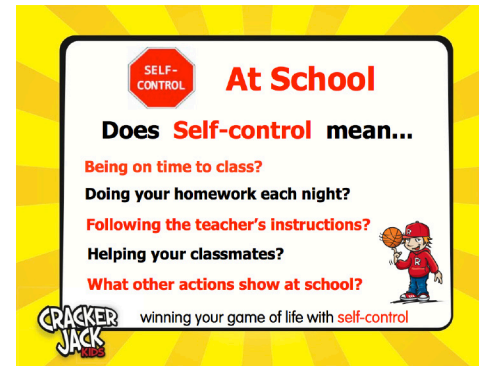 SELF-
CONTROL
At School
Does Self-control mean...
Being on time to class?
Doing your homework each night?
Following the teacher's instructions?
Helping your classmates?
What other actions show at school?
R
CRACKER
JACK
KIDS
winning your game of life with self-control